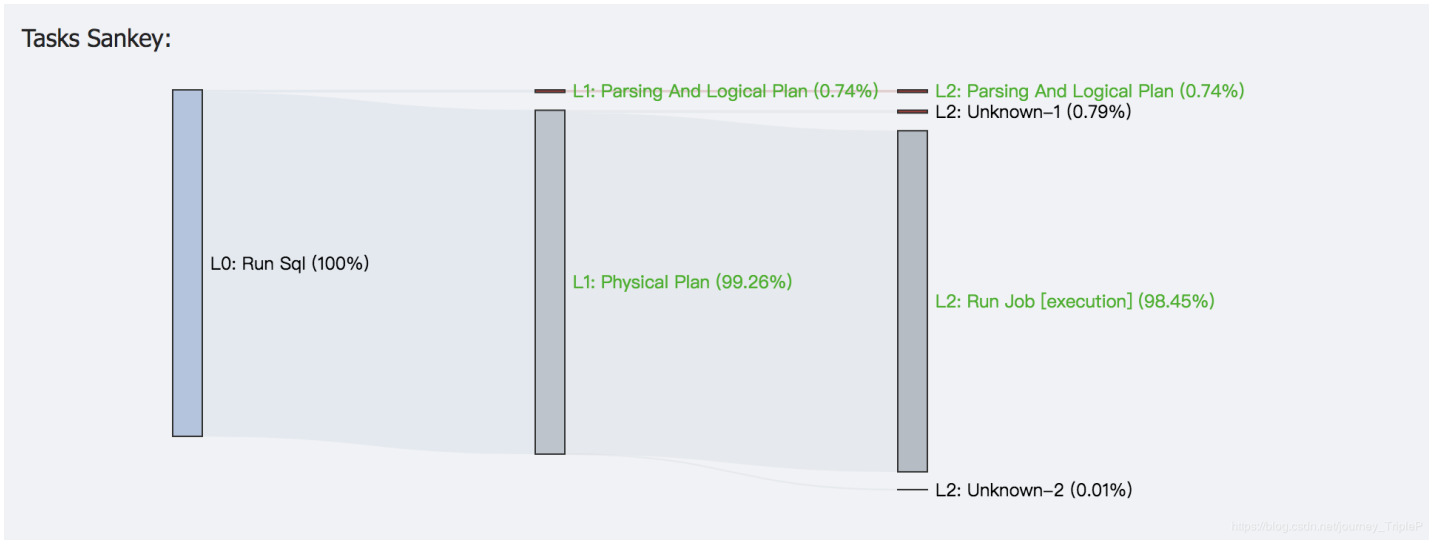 Tasks Sankey:
L1: Parsing And Logical Plan (0.74%)
L2: Parsing And Logical Plan (0.74%)
L2: Unknown-1 (0.79%)
L0: Run Sql (100%)
L1: Physical Plan (99.26%)
L2: Run Job [execution] (98.45%)
L2: Unknown-2 (0.01%)
https://blog.csdn.net/journey_TripleP